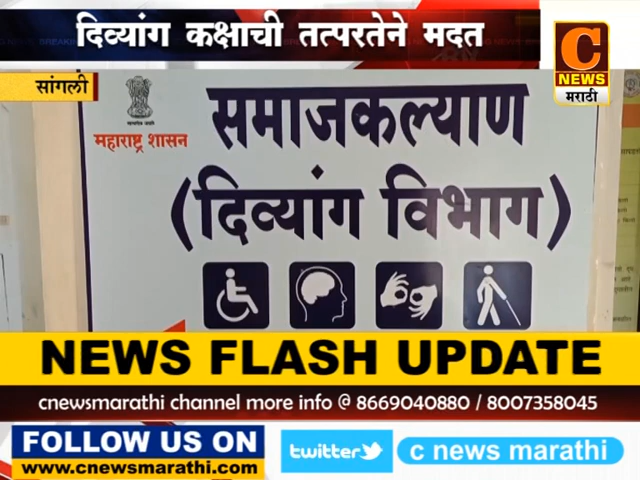 दिव्यांग कक्षाची तत्परतेने मदत
C
NEWS
मराठी
सांगली
महाराष्ट्र शासन
समाजकल्याण
(दिव्यांग विभाग)
NEWS FLASH UPDATE
cnewsmarathi channel more info @ 8669040880 / 8007358045
FOLLOW US ON
www.cnewsmarathi.com
twitter
c news marathi